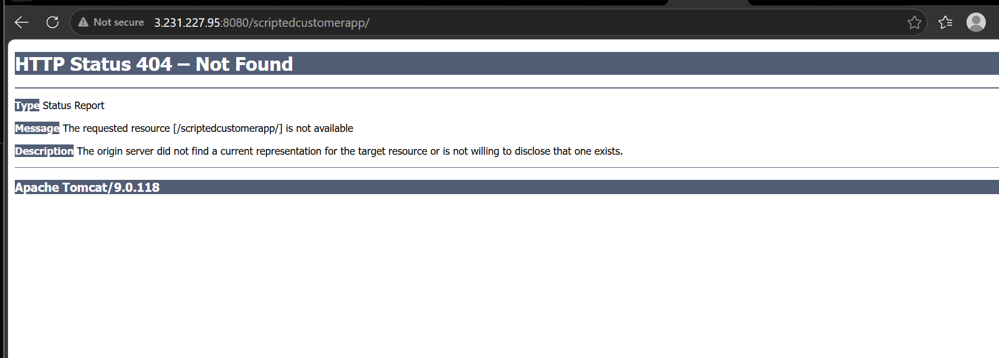 Not secure 3.231.227.95:8080/scriptedcustomerapp/
HTTP Status 404 – Not Found
Type Status Report
Message The requested resource [/scriptedcustomerapp/] is not available
Description The origin server did not find a current representation for the target resource or is not willing to disclose that one exists.
Apache Tomcat/9.0.118